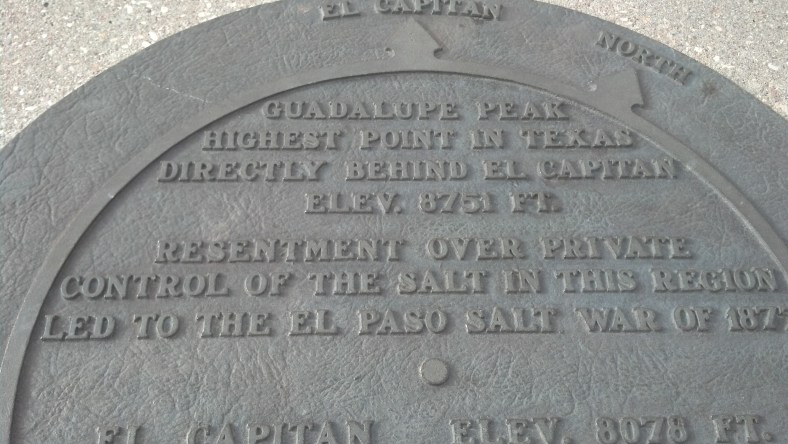 EL CAPITAN
NORTH
GUADALUPE PEAK
HIGHEST POINT IN TEXAS
DIRECTLY BEHIND EL CAPITAN
ELEV. 8751 FT.
RESENTMENT OVER PRIVATE
CONTROL OF THE SALT IN THIS REGION
LED TO THE EL PASO SALT WAR OF 1877
EL CAPITAN ELEV. 8078 FT.